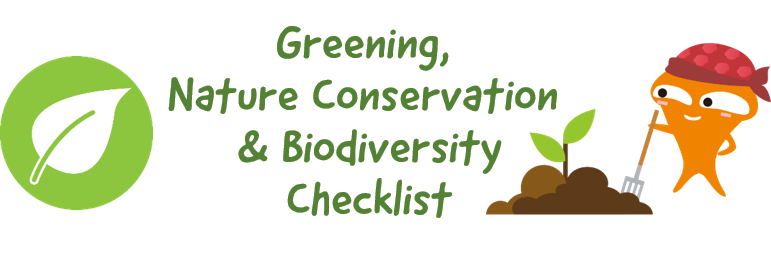 Greening,
Nature Conservation
& Biodiversity
Checklist